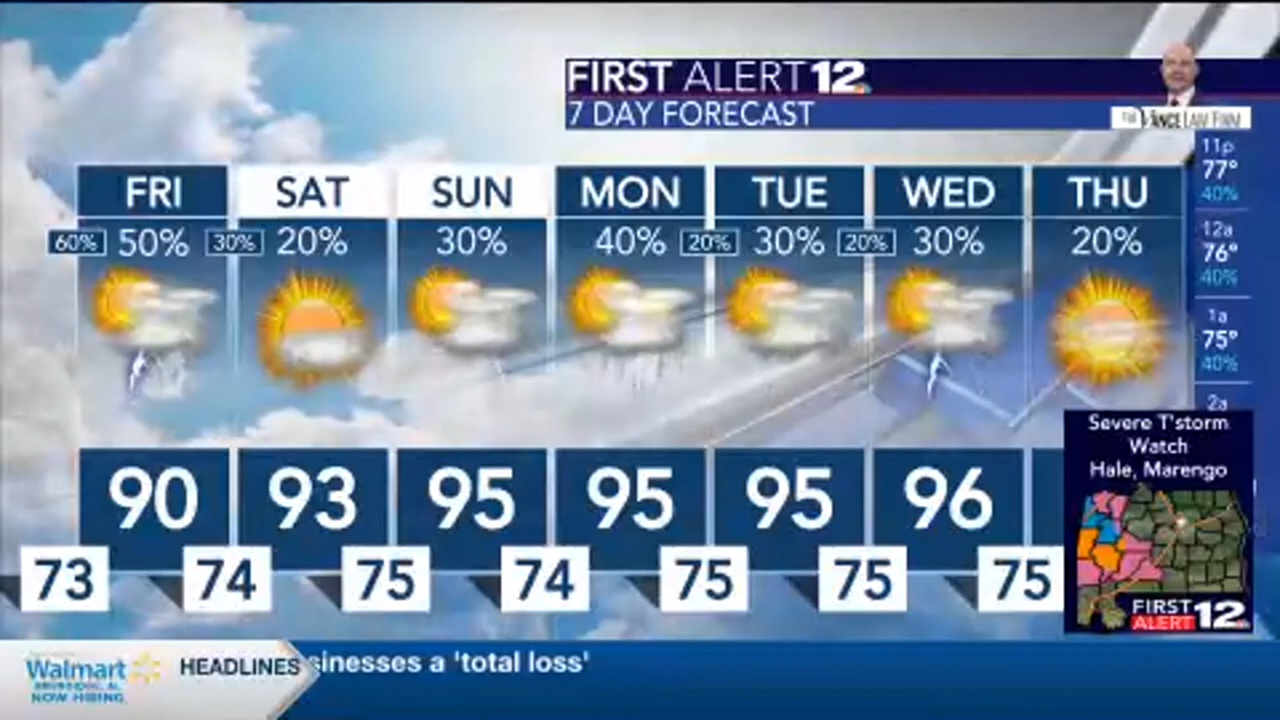 FIRST ALERT 12
7 DAY FORECAST
VANCE LAW FIRM
11p
77°
40%
12a
76°
40%
1a
75°
40%
2a
FRI SAT SUN MON TUE WED THU
60% 50% 30% 20% 30% 40% 20% 30% 20% 30% 20%
90 93 95 95 95 96
73 74 75 74 75 75 75
Severe T'storm
Watch
Hale, Marengo
FIRST
ALERT 12
Walmart
NOW HIRING
HEADLINES
sinesses a 'total loss'